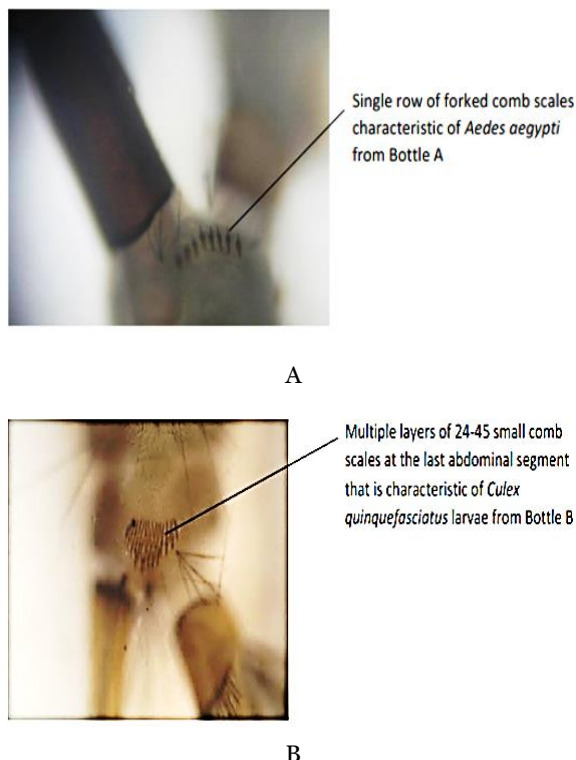 Single row of forked comb scales
characteristic of Aedes aegypti
from Bottle A
A
Multiple layers of 24-45 small comb
scales at the last abdominal segment
that is characteristic of Culex
quinquefasciatus larvae from Bottle B
B